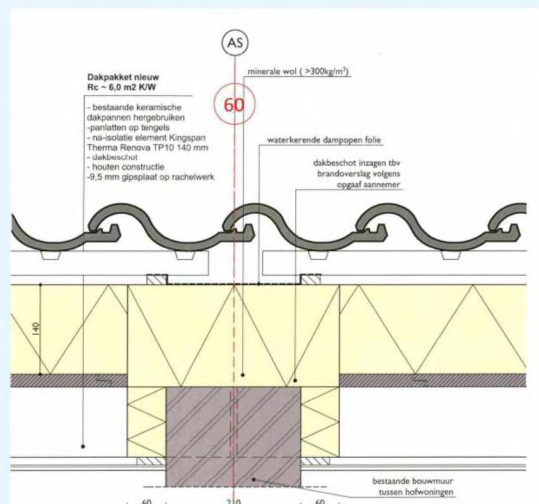 AS
60
Dakpakket nieuw
Rc ~ 6,0 m2 K/W
- bestaande keramische
dakpannen hergebruiken
-panlatten op tengels
- na-isolatie element Kingspan
Therma Renova TP10 140 mm
- dakbeschot
- houten constructie
-9,5 mm gipsplaat op rachelwerk
minerale wol ( >300kg/m³)
waterkerende dampopen folie
dakbeschot inzagen tbv
brandoverslag volgens
opgaaf aannemer
140
bestaande bouwmuur
tussen hofwoningen
60
60